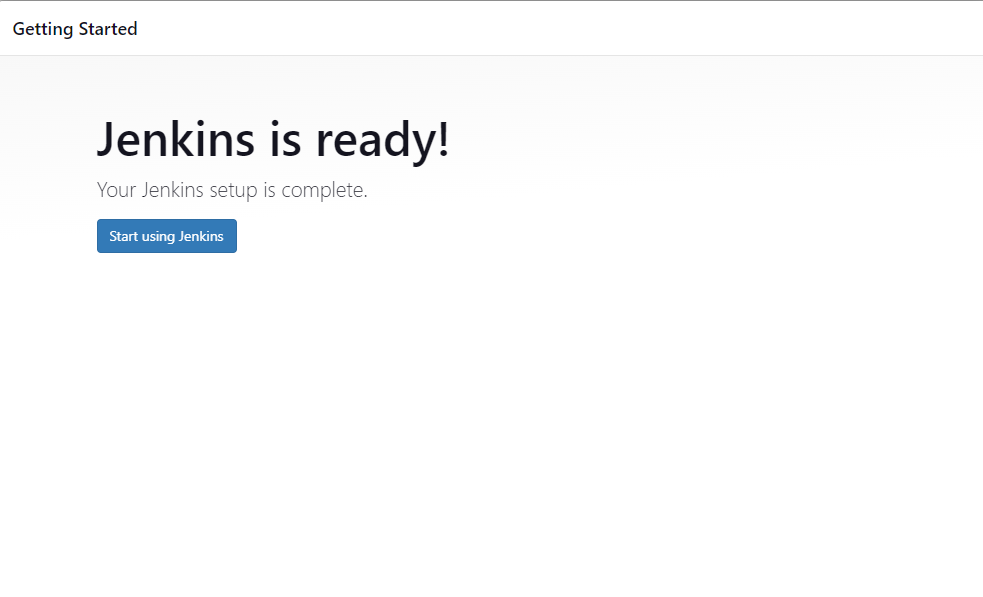 Getting Started
Jenkins is ready!
Your Jenkins setup is complete.
Start using Jenkins